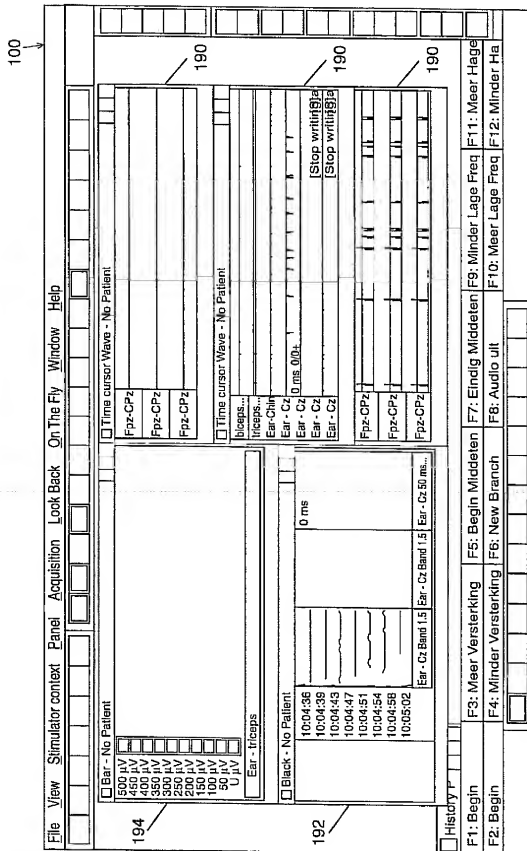 100
File View Stimulator context Panel Acquisition Look Back On The Fly Window Help
Bar - No Patient
500 µV
450 µV
400 µV
350 µV
300 µV
250 µV
200 µV
150 µV
100 µV
50 µV
U µV
Ear - triceps
194
Black - No Patient
10:04:36
10:04:39
10:04:43
10:04:47
10:04:51
10:04:54
10:04:58
10:05:02
0 ms
Ear - Cz Band 1.5 Ear - Cz Band 1.5 Ear - Cz 50 ms...
192
Time cursor Wave - No Patient
Fpz-CPz
Fpz-CPz
Fpz-CPz
190
Time cursor Wave - No Patient
biceps...
triceps...
Ear-Chin
Ear - Cz 0 ms 0/0+
Ear - Cz
Ear - Cz [Stop writing]a
Ear - Cz [Stop writing]a
190
Fpz-CPz
Fpz-CPz
Fpz-CPz
190
History P
F1: Begin F3: Meer Versterking F5: Begin Middeten F7: Eindig Middeten F9: Minder Lage Freq F11: Meer Hage
F2: Begin F4: Minder Versterking F6: New Branch F8: Audio uit F10: Meer Lage Freq F12: Minder Ha